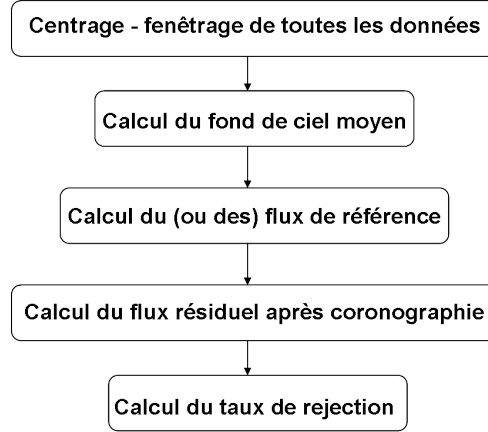 Centrage - fenêtrage de toutes les données
Calcul du fond de ciel moyen
Calcul du (ou des) flux de référence
Calcul du flux résiduel après coronographie
Calcul du taux de rejection